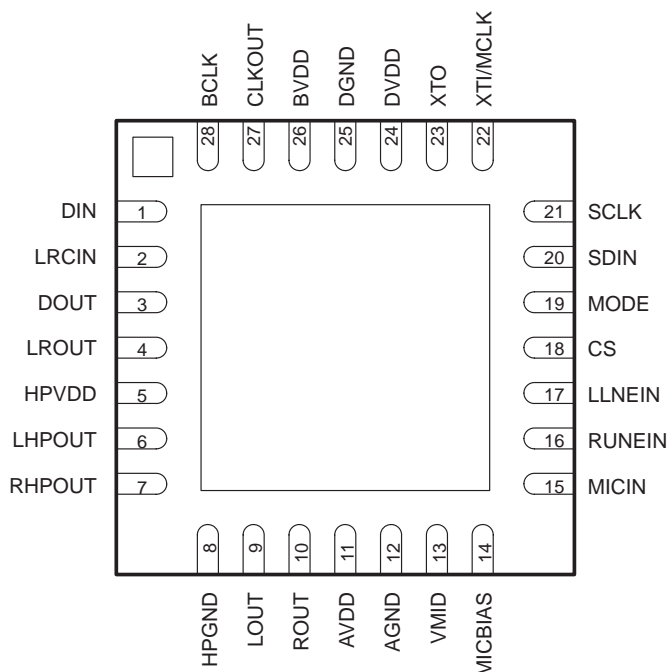 BCLK
CLKOUT
BVDD
DGND
DVDD
XTO
XTI/MCLK
28
27
26
25
24
23
22
DIN 1
LRCIN 2
DOUT 3
LROUT 4
HPVDD 5
LHPOUT 6
RHPOUT 7
21 SCLK
20 SDIN
19 MODE
18 CS
17 LLNEIN
16 RUNEIN
15 MICIN
8
9
10
11
12
13
14
HPGND
LOUT
ROUT
AVDD
AGND
VMID
MICBIAS